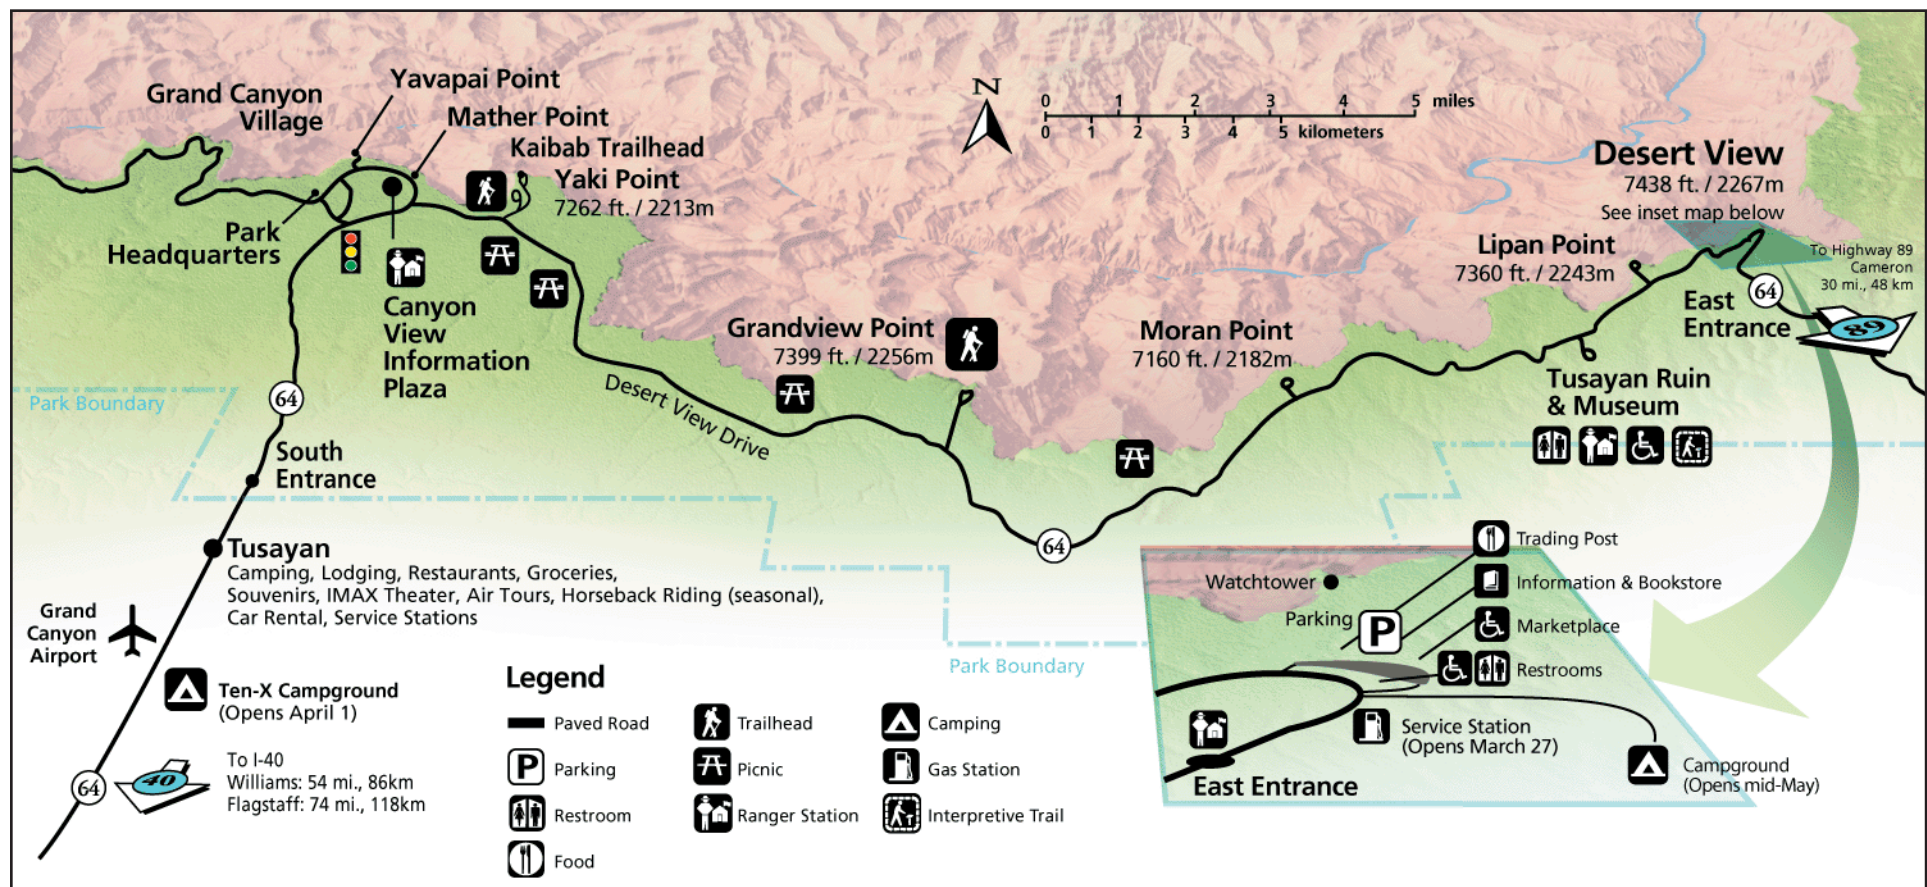 Yavapai Point
Grand Canyon
Village
Mather Point
Kaibab Trailhead
Yaki Point
7262 ft. / 2213m
N
0 1 2 3 4 5 miles
0 1 2 3 4 5 kilometers
Desert View
7438 ft. / 2267m
See inset map below
Park
Headquarters
Lipan Point
7360 ft. / 2243m
To Highway 89
Cameron
30 mi., 48 km
64
East
Entrance
89
Canyon
View
Information
Plaza
Grandview Point
7399 ft. / 2256m
Moran Point
7160 ft. / 2182m
Tusayan Ruin
& Museum
Desert View Drive
Park Boundary
64
South
Entrance
64
Tusayan
Camping, Lodging, Restaurants, Groceries,
Souvenirs, IMAX Theater, Air Tours, Horseback Riding (seasonal),
Car Rental, Service Stations
Grand
Canyon
Airport
Park Boundary
Ten-X Campground
(Opens April 1)
To I-40
Williams: 54 mi., 86km
Flagstaff: 74 mi., 118km
40
64
Legend
Paved Road
P Parking
Restroom
Food
Trailhead
Picnic
Ranger Station
Camping
Gas Station
Interpretive Trail
Trading Post
Information & Bookstore
Watchtower
Parking P
Marketplace
Restrooms
Service Station
(Opens March 27)
Campground
(Opens mid-May)
East Entrance